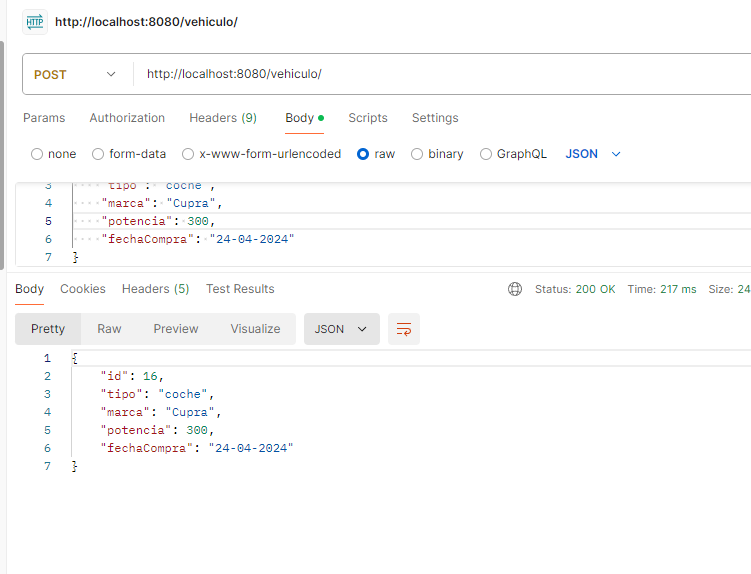 HTTP http://localhost:8080/vehiculo/
POST http://localhost:8080/vehiculo/
Params Authorization Headers (9) Body Scripts Settings
none form-data x-www-form-urlencoded raw binary GraphQL JSON
3 "tipo": "coche",
4 "marca": "Cupra",
5 "potencia": 300,
6 "fechaCompra": "24-04-2024"
7 }
Body Cookies Headers (5) Test Results Status: 200 OK Time: 217 ms Size: 24
Pretty Raw Preview Visualize JSON
1 {
2 "id": 16,
3 "tipo": "coche",
4 "marca": "Cupra",
5 "potencia": 300,
6 "fechaCompra": "24-04-2024"
7 }